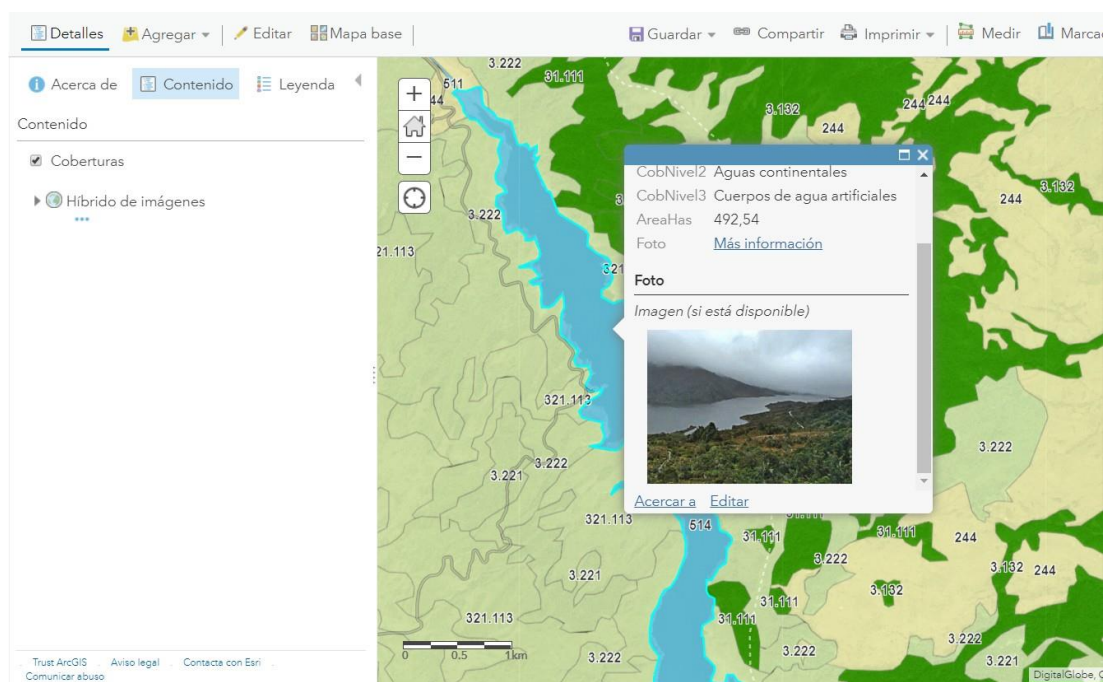 Detalles Agregar Editar Mapa base Guardar Compartir Imprimir Medir
Acerca de Contenido Leyenda
Contenido
Coberturas
Híbrido de imágenes
3.222
511
44
31.111
3.132
244
244
244
3.132
244
3.222
21.113
321
CobNivel2 Aguas continentales
CobNivel3 Cuerpos de agua artificiales
AreaHas 492,54
Foto Más información
Foto
Imagen (si está disponible)
Acercar a Editar
321.113
3.222
3.222
3.221
321.113
514
31.111
31.111
244
3.222
3.132
244
3.221
3.132
31.111
31.111
321.113
3.222
3.222
3.222
3.221
0 0.5 1km
Trust ArcGIS . Aviso legal . Contacta con Esri .
Comunicar abuso
DigitalGlobe,